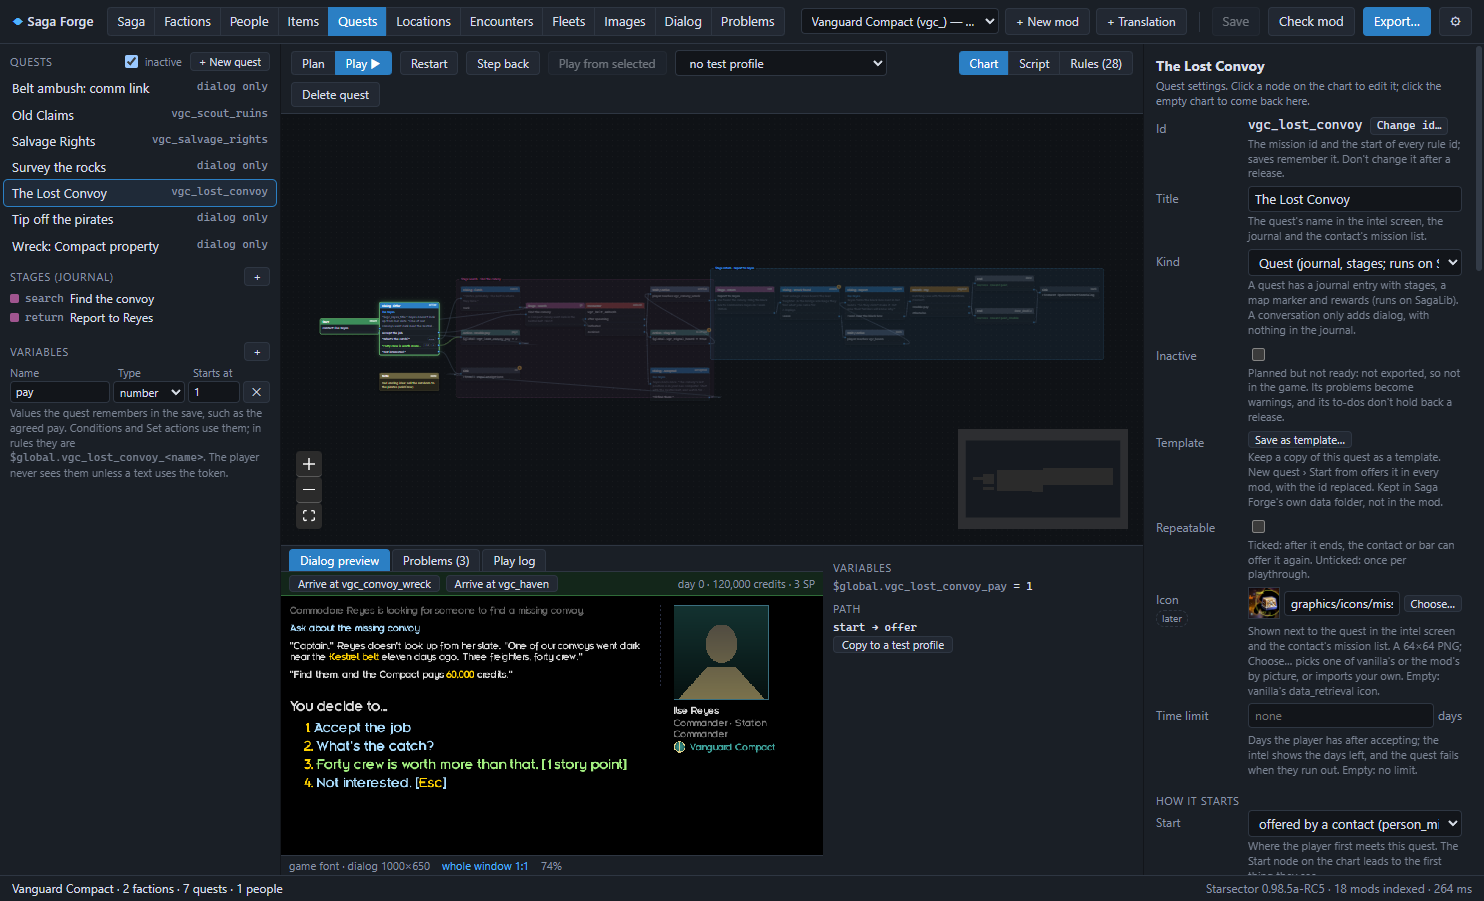 Saga Forge
Saga
Factions
People
Items
Quests
Locations
Encounters
Fleets
Images
Dialog
Problems
Vanguard Compact (vgc_) — ...
+ New mod
+ Translation
Save
Check mod
Export...
QUESTS
inactive
+ New quest
Belt ambush: comm link dialog only
Old Claims vgc_scout_ruins
Salvage Rights vgc_salvage_rights
Survey the rocks dialog only
The Lost Convoy vgc_lost_convoy
Tip off the pirates dialog only
Wreck: Compact property dialog only
STAGES (JOURNAL)
+
search Find the convoy
return Report to Reyes
VARIABLES
+
Name Type Starts at
pay number 1
Values the quest remembers in the save, such as the
agreed pay. Conditions and Set actions use them; in
rules they are
$global.vgc_lost_convoy_<name>. The player
never sees them unless a text uses the token.
Plan
Play
Restart
Step back
Play from selected
no test profile
Chart
Script
Rules (28)
Delete quest
Dialog preview
Problems (3)
Play log
Arrive at vgc_convoy_wreck
Arrive at vgc_haven
day 0 · 120,000 credits · 3 SP
Commodore Reyes is looking for someone to find a missing convoy.
Ask about the missing convoy
"Captain." Reyes doesn't look up from her slate. "One of our convoys went dark
near the Kestrel belt eleven days ago. Three freighters, forty crew."
"Find them, and the Compact pays 60,000 credits."
You decide to...
1. Accept the job
2. What's the catch?
3. Forty crew is worth more than that. [1 story point]
4. Not interested. [Esc]
Ilse Reyes
Commander · Station
Commander
Vanguard Compact
game font · dialog 1000×650 whole window 1:1 74%
VARIABLES
$global.vgc_lost_convoy_pay = 1
PATH
start → offer
Copy to a test profile
The Lost Convoy
Quest settings. Click a node on the chart to edit it; click the
empty chart to come back here.
Id vgc_lost_convoy Change id...
The mission id and the start of every rule id;
saves remember it. Don't change it after a
release.
Title The Lost Convoy
The quest's name in the intel screen, the
journal and the contact's mission list.
Kind Quest (journal, stages; runs on S
A quest has a journal entry with stages, a
map marker and rewards (runs on SagaLib).
A conversation only adds dialog, with
nothing in the journal.
Inactive
Planned but not ready: not exported, so not
in the game. Its problems become
warnings, and its to-dos don't hold back a
release.
Template Save as template...
Keep a copy of this quest as a template.
New quest › Start from offers it in every
mod, with the id replaced. Kept in Saga
Forge's own data folder, not in the mod.
Repeatable
Ticked: after it ends, the contact or bar can
offer it again. Unticked: once per
playthrough.
Icon graphics/icons/miss Choose...
later
Shown next to the quest in the intel screen
and the contact's mission list. A 64×64 PNG;
Choose... picks one of vanilla's or the mod's
by picture, or imports your own. Empty:
vanilla's data_retrieval icon.
Time limit none days
Days the player has after accepting; the
intel shows the days left, and the quest fails
when they run out. Empty: no limit.
HOW IT STARTS
Start offered by a contact (person_mi
Where the player first meets this quest. The
Start node on the chart leads to the first
thing they see.
Vanguard Compact · 2 factions · 7 quests · 1 people
Starsector 0.98.5a-RC5 · 18 mods indexed · 264 ms